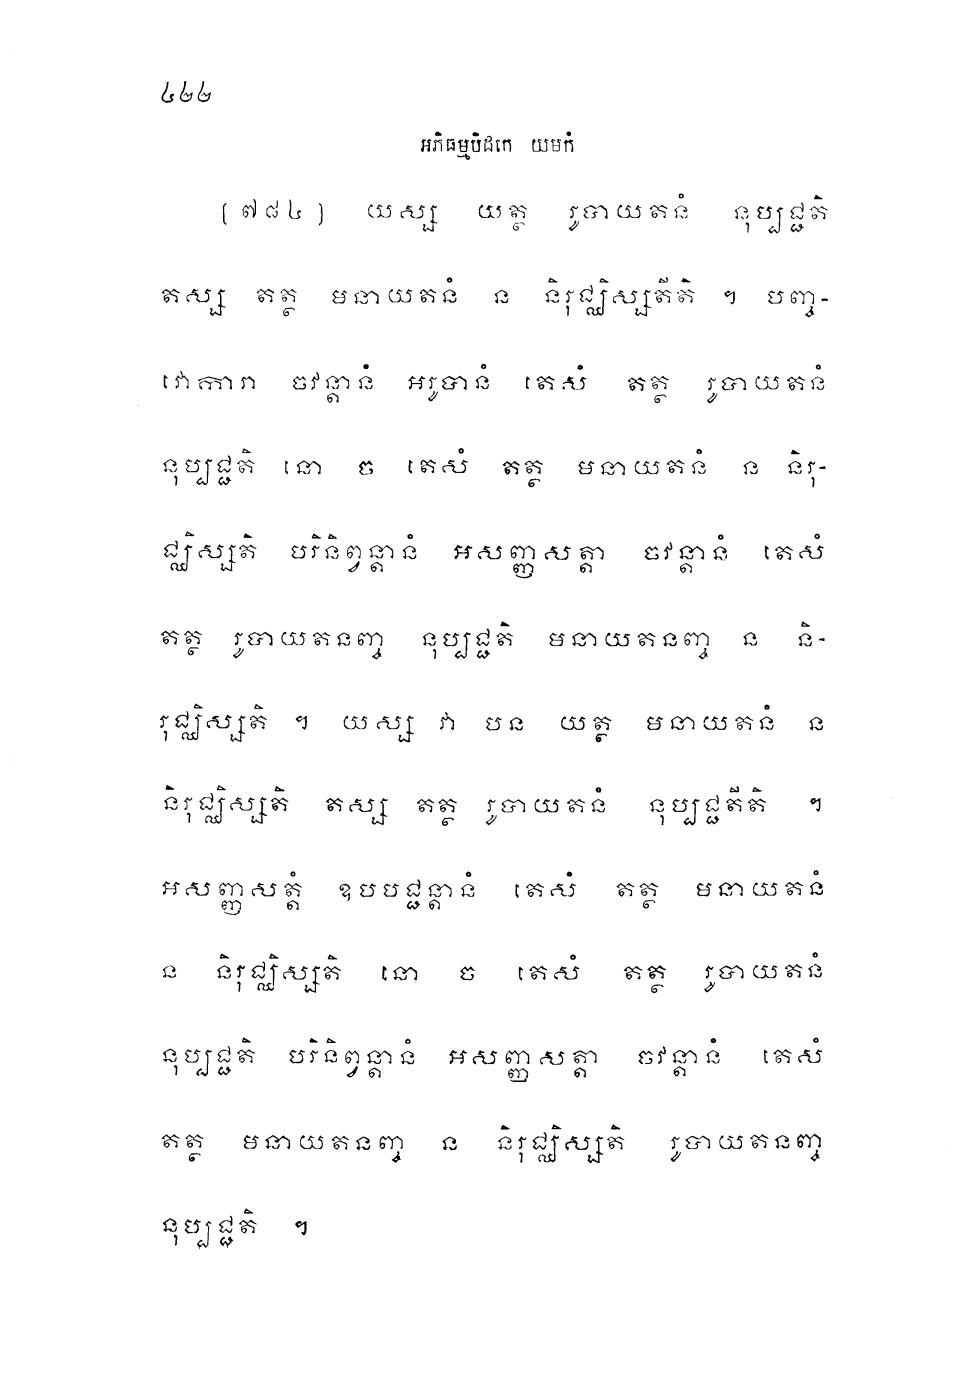 ៤២២
អភិធម្មបិដកេ យមកំ
(៧៨៤) យស្ស យត្ថ រូបាយតនំ នុប្បជ្ជតិ
តស្ស តត្ថ មនាយតនំ ន និរុជ្ឈិស្សតីតិ ។ បញ្ច-
វោការា ចវន្តានំ អរូបានំ តេសំ តត្ថ រូបាយតនំ
នុប្បជ្ជតិ នោ ច តេសំ តត្ថ មនាយតនំ ន និរុ-
ជ្ឈិស្សតិ បរិនិព្វន្តានំ អសញ្ញសត្តា ចវន្តានំ តេសំ
តត្ថ រូបាយតនញ្ច នុប្បជ្ជតិ មនាយតនញ្ច ន និ-
រុជ្ឈិស្សតិ ។ យស្ស វា បន យត្ថ មនាយតនំ ន
និរុជ្ឈិស្សតិ តស្ស តត្ថ រូបាយតនំ នុប្បជ្ជតីតិ ។
អសញ្ញសត្តំ ឧបបជ្ជន្តានំ តេសំ តត្ថ មនាយតនំ
ន និរុជ្ឈិស្សតិ នោ ច តេសំ តត្ថ រូបាយតនំ
នុប្បជ្ជតិ បរិនិព្វន្តានំ អសញ្ញសត្តា ចវន្តានំ តេសំ
តត្ថ មនាយតនញ្ច ន និរុជ្ឈិស្សតិ រូបាយតនញ្ច
នុប្បជ្ជតិ ។